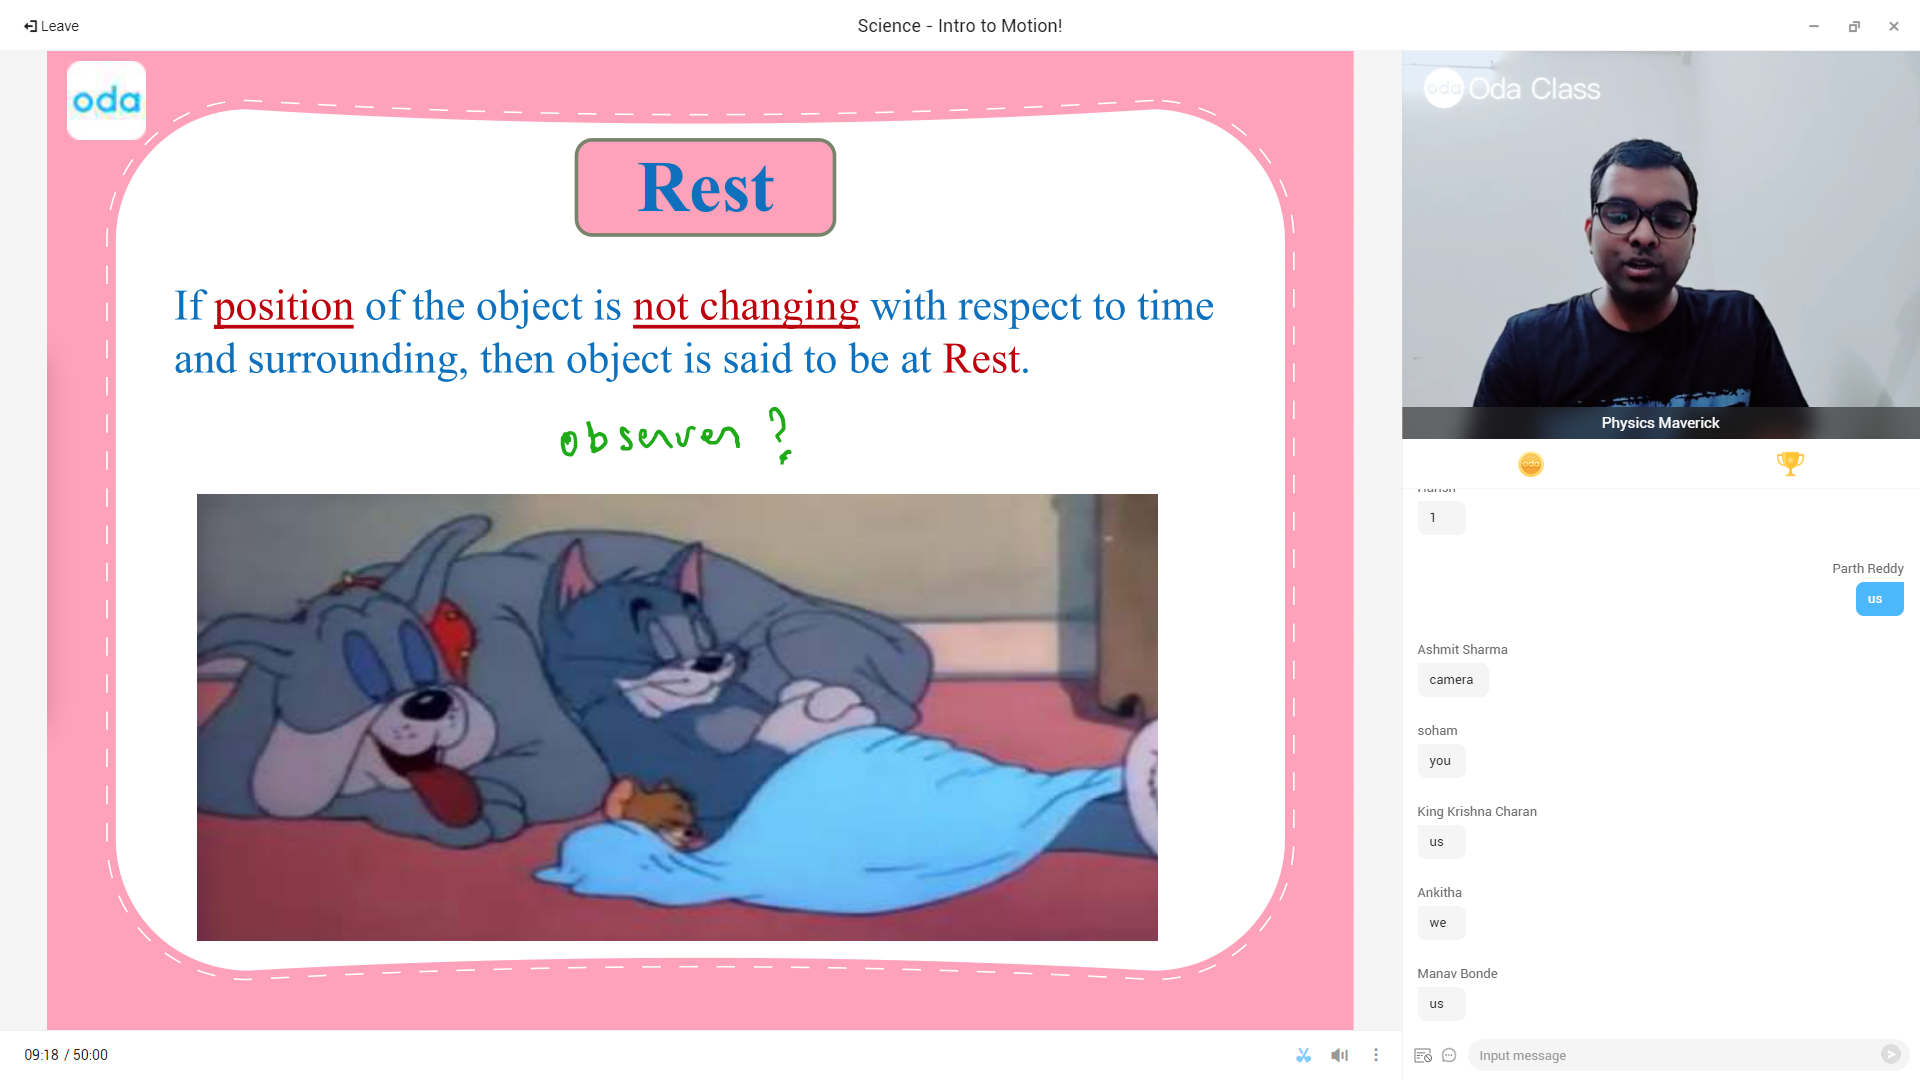 Leave
Science - Intro to Motion!
oda
Rest
If position of the object is not changing with respect to time
and surrounding, then object is said to be at Rest.
observer ?
oda Oda Class
Physics Maverick
oda
Harish
1
Parth Reddy
us
Ashmit Sharma
camera
soham
you
King Krishna Charan
us
Ankitha
we
Manav Bonde
us
09:18 / 50:00
Input message